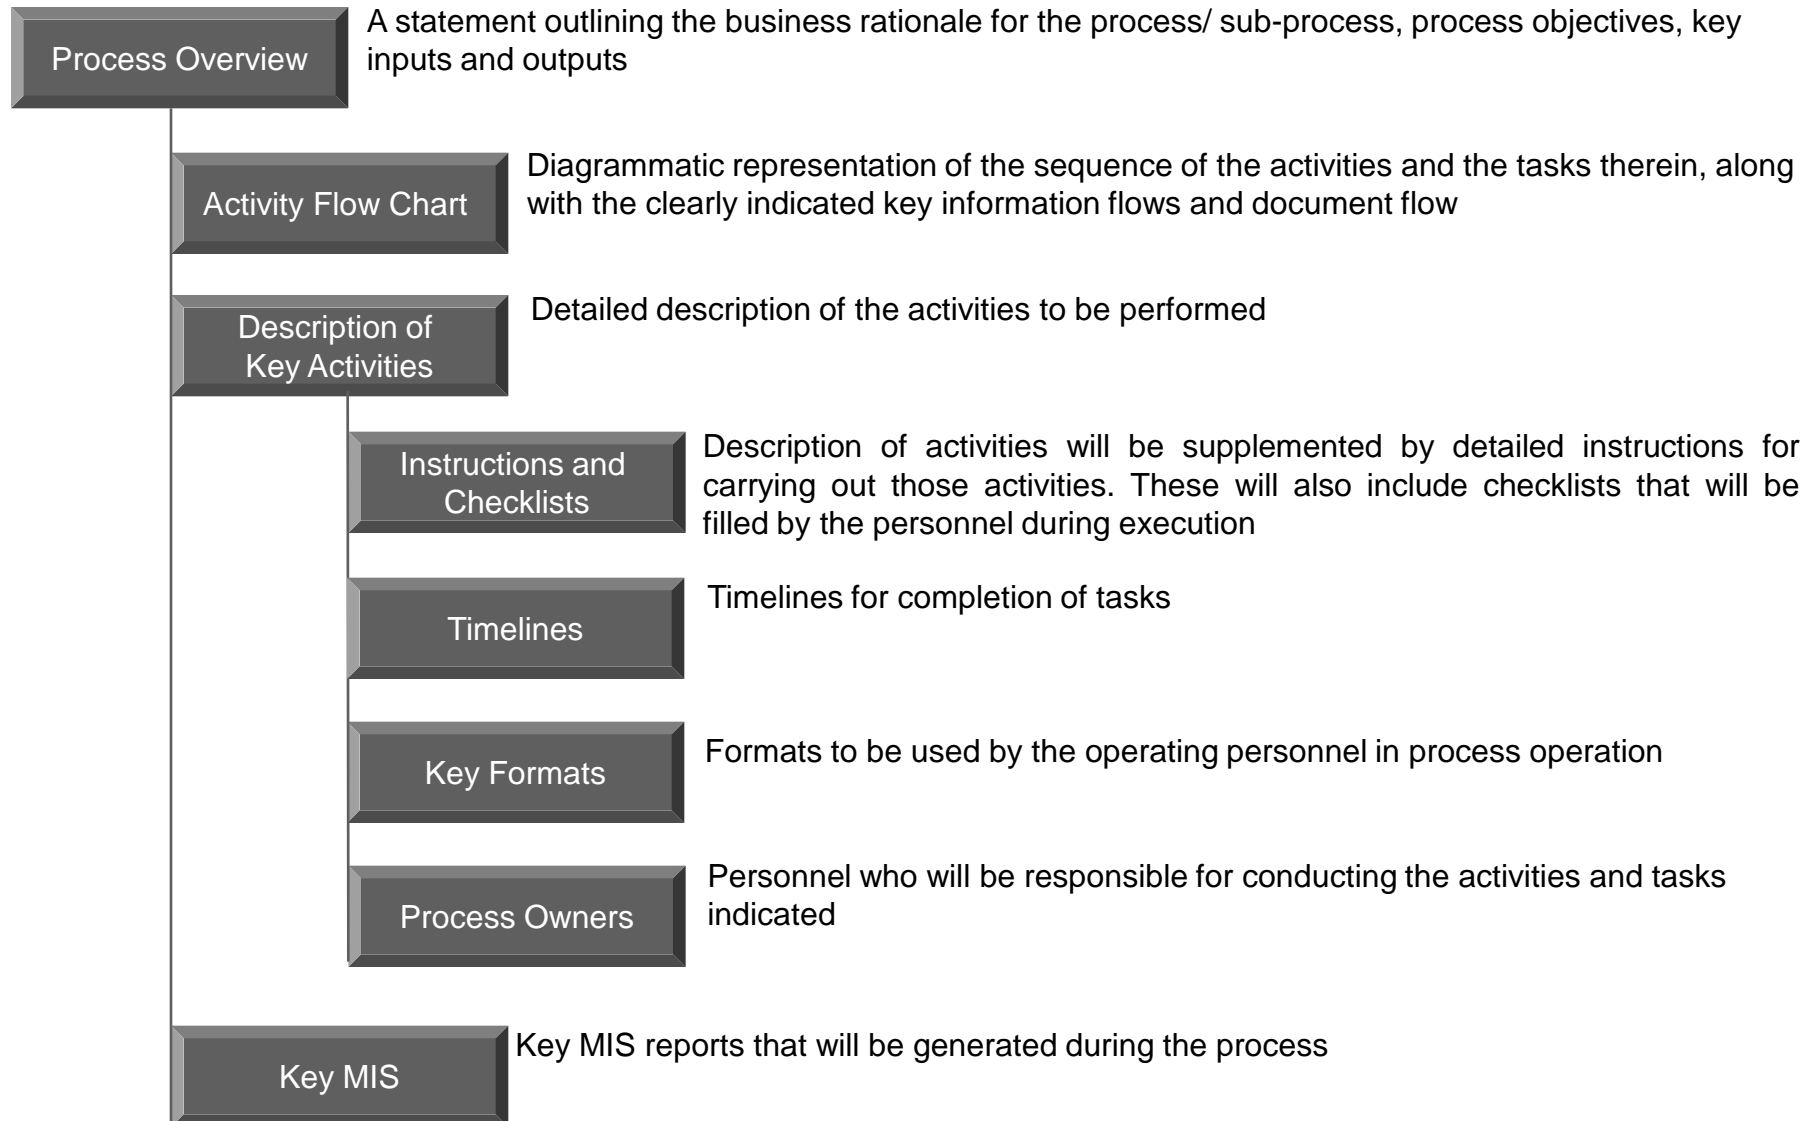 Process Overview
A statement outlining the business rationale for the process/ sub-process, process objectives, key
inputs and outputs
Activity Flow Chart
Diagrammatic representation of the sequence of the activities and the tasks therein, along
with the clearly indicated key information flows and document flow
Description of
Key Activities
Detailed description of the activities to be performed
Instructions and
Checklists
Description of activities will be supplemented by detailed instructions for
carrying out those activities. These will also include checklists that will be
filled by the personnel during execution
Timelines
Timelines for completion of tasks
Key Formats
Formats to be used by the operating personnel in process operation
Process Owners
Personnel who will be responsible for conducting the activities and tasks
indicated
Key MIS
Key MIS reports that will be generated during the process